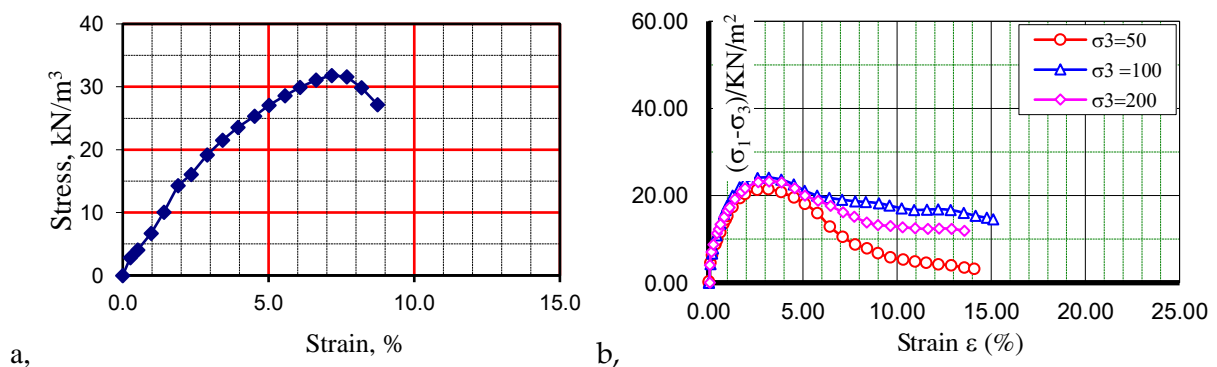 a,
Stress, kN/m³
40
30
20
10
0
0.0 5.0 10.0 15.0
Strain, %
b,
(σ₁-σ₃)/KN/m²
60.00
40.00
20.00
0.00
0.00 5.00 10.00 15.00 20.00 25.00
Strain ε (%)
σ3=50
σ3 =100
σ3=200